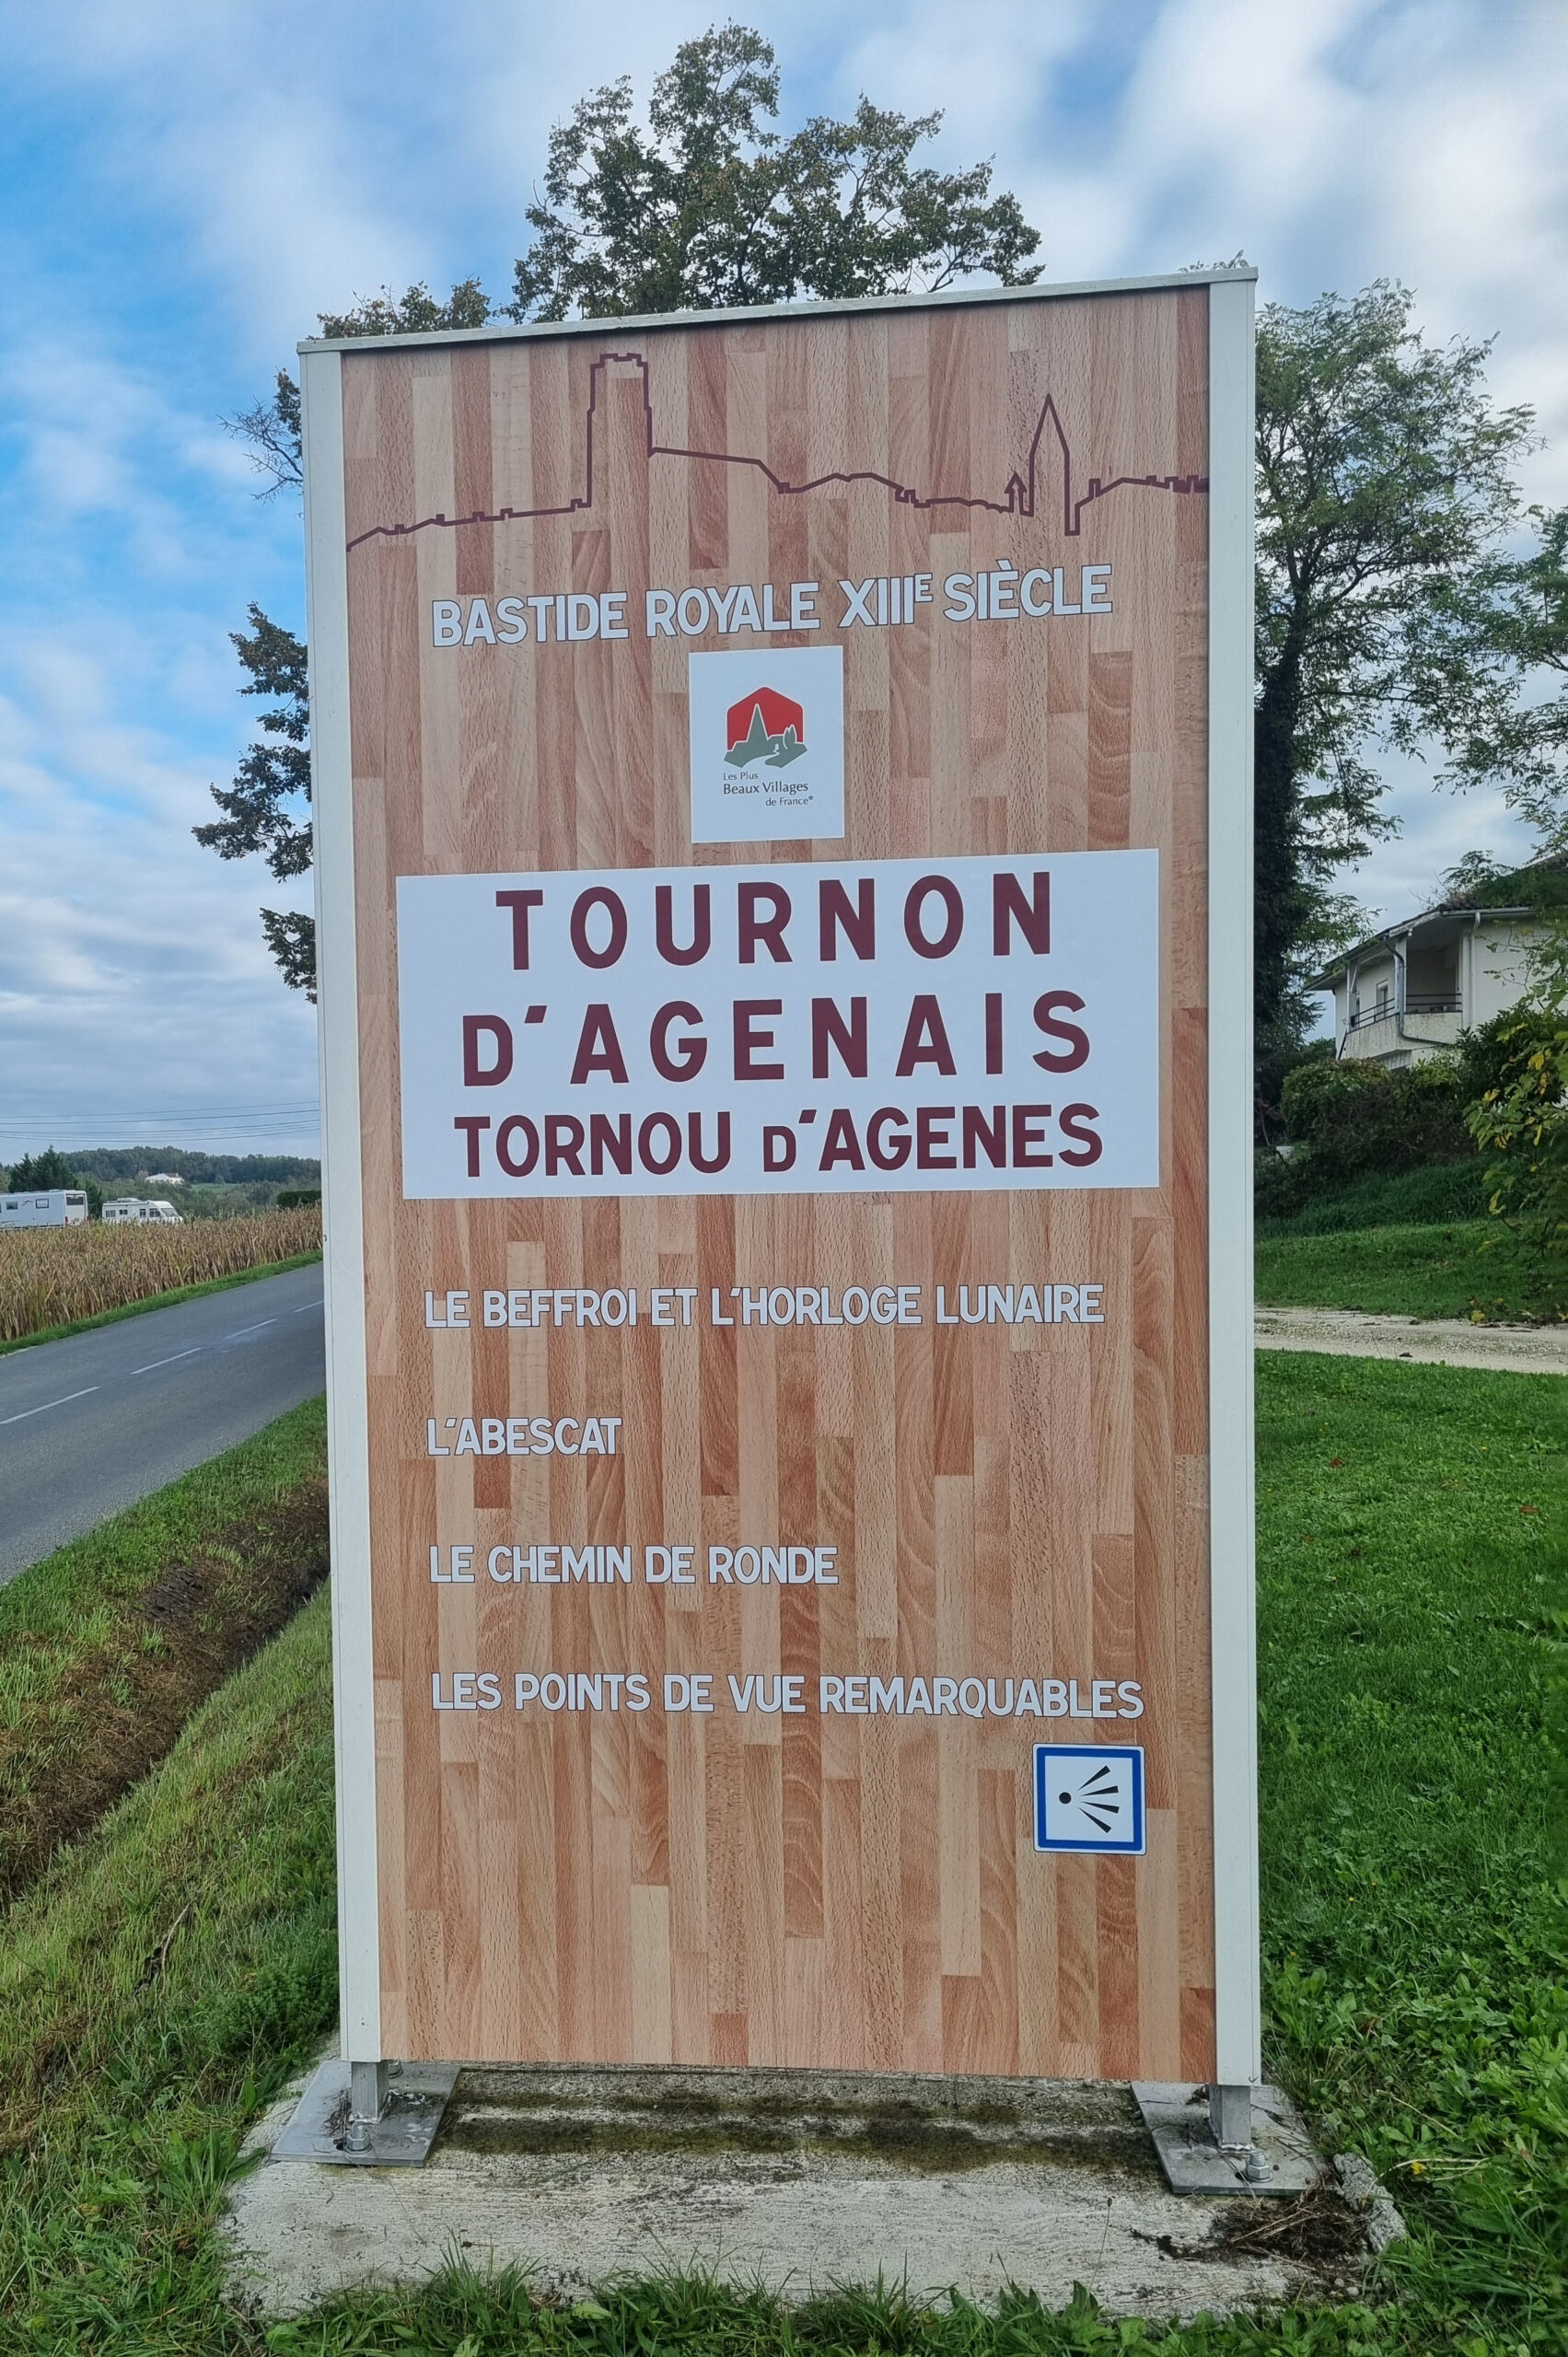 BASTIDE ROYALE XIIIE SIÈCLE
Les Plus
Beaux Villages
de France®
TOURNON
D'AGENAIS
TORNOU D'AGENES
LE BEFFROI ET L'HORLOGE LUNAIRE
L'ABESCAT
LE CHEMIN DE RONDE
LES POINTS DE VUE REMARQUABLES